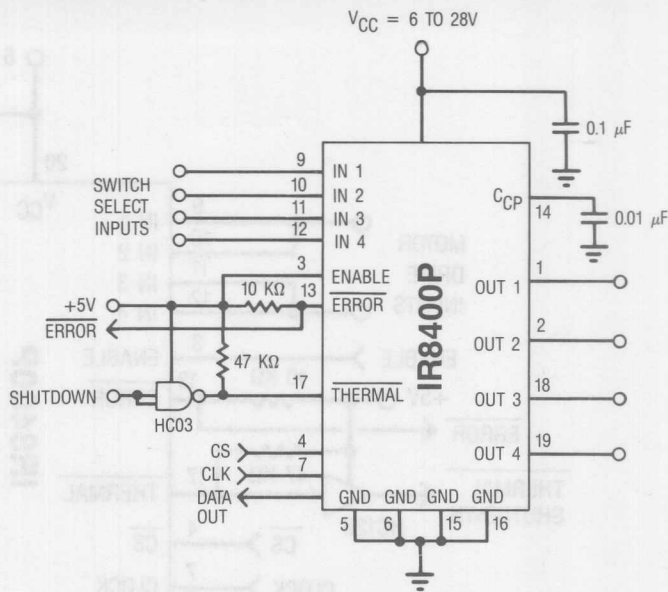 V_CC = 6 TO 28V
0.1 μF
9
IN 1
10
IN 2
11
IN 3
12
IN 4
SWITCH
SELECT
INPUTS
C_CP
14
0.01 μF
3
ENABLE
1
OUT 1
10 KΩ
13
ERROR
+5V
ERROR
2
OUT 2
47 KΩ
17
THERMAL
IR8400P
SHUTDOWN
HC03
18
OUT 3
19
OUT 4
CS
4
CLK
7
DATA
OUT
GND
GND
GND
GND
5
6
15
16